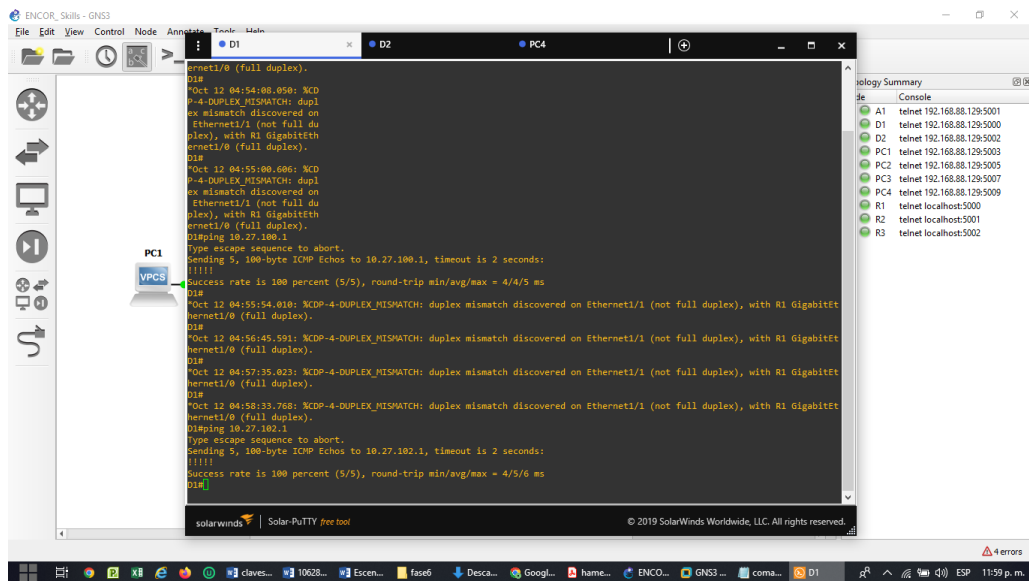 ENCOR_Skills - GNS3
File Edit View Control Node Annotate Tools Help
D1 × D2 PC4
ernet1/0 (full duplex).
D1#
*Oct 12 04:54:08.050: %CD
P-4-DUPLEX_MISMATCH: dupl
ex mismatch discovered on
 Ethernet1/1 (not full du
plex), with R1 GigabitEth
ernet1/0 (full duplex).
D1#
*Oct 12 04:55:00.606: %CD
P-4-DUPLEX_MISMATCH: dupl
ex mismatch discovered on
 Ethernet1/1 (not full du
plex), with R1 GigabitEth
ernet1/0 (full duplex).
D1#ping 10.27.100.1
Type escape sequence to abort.
Sending 5, 100-byte ICMP Echos to 10.27.100.1, timeout is 2 seconds:
!!!!!
Success rate is 100 percent (5/5), round-trip min/avg/max = 4/4/5 ms
D1#
*Oct 12 04:55:54.010: %CDP-4-DUPLEX_MISMATCH: duplex mismatch discovered on Ethernet1/1 (not full duplex), with R1 GigabitEt
hernet1/0 (full duplex).
D1#
*Oct 12 04:56:45.591: %CDP-4-DUPLEX_MISMATCH: duplex mismatch discovered on Ethernet1/1 (not full duplex), with R1 GigabitEt
hernet1/0 (full duplex).
D1#
*Oct 12 04:57:35.023: %CDP-4-DUPLEX_MISMATCH: duplex mismatch discovered on Ethernet1/1 (not full duplex), with R1 GigabitEt
hernet1/0 (full duplex).
D1#
*Oct 12 04:58:33.768: %CDP-4-DUPLEX_MISMATCH: duplex mismatch discovered on Ethernet1/1 (not full duplex), with R1 GigabitEt
hernet1/0 (full duplex).
D1#ping 10.27.102.1
Type escape sequence to abort.
Sending 5, 100-byte ICMP Echos to 10.27.102.1, timeout is 2 seconds:
!!!!!
Success rate is 100 percent (5/5), round-trip min/avg/max = 4/5/6 ms
D1#
solarwinds Solar-PuTTY free tool © 2019 SolarWinds Worldwide, LLC. All rights reserved.
PC1
VPCS
pology Summary
de Console
A1 telnet 192.168.88.129:5001
D1 telnet 192.168.88.129:5000
D2 telnet 192.168.88.129:5002
PC1 telnet 192.168.88.129:5003
PC2 telnet 192.168.88.129:5005
PC3 telnet 192.168.88.129:5007
PC4 telnet 192.168.88.129:5009
R1 telnet localhost:5000
R2 telnet localhost:5001
R3 telnet localhost:5002
4 errors
claves... 10628... Escen... fase6 Desca... Googl... hame... ENCO... GNS3 ... coma... D1 ESP 11:59 p. m.